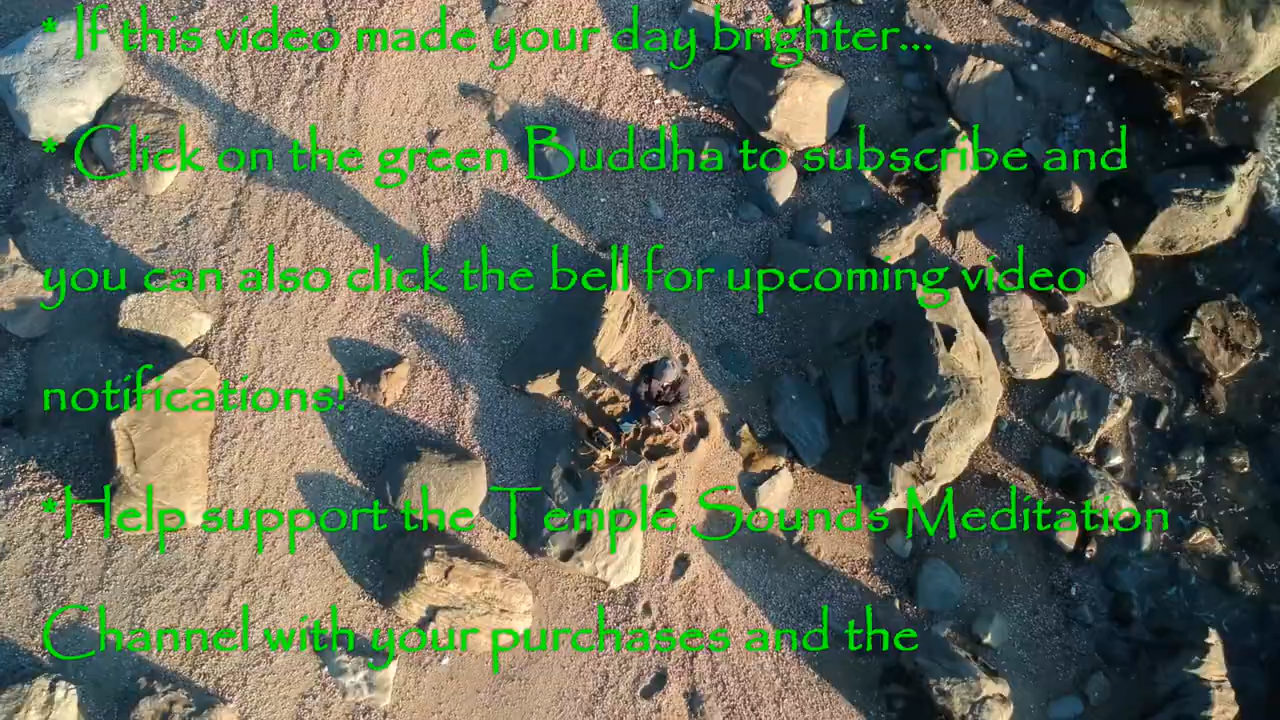 * If this video made your day brighter...
* Click on the green Buddha to subscribe and
you can also click the bell for upcoming video
notifications!
*Help support the Temple Sounds Meditation
Channel with your purchases and the